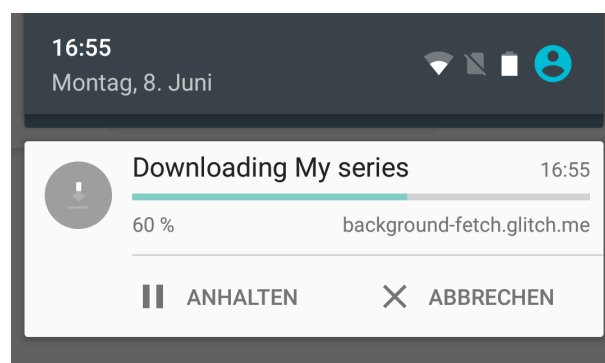 16:55
Montag, 8. Juni
Downloading My series 16:55
60 % background-fetch.glitch.me
ANHALTEN ABBRECHEN